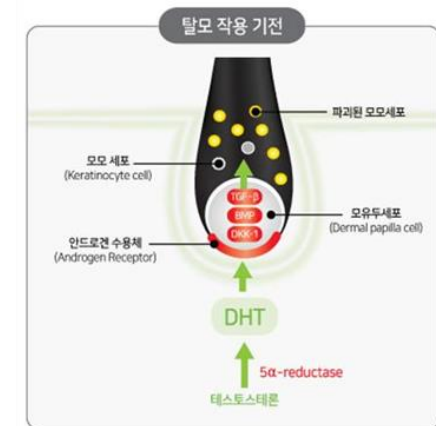 탈모 작용 기전
파괴된 모모세포
모모 세포
(Keratinocyte cell)
TGF-β
BMP
DKK-1
모유두세포
(Dermal papilla cell)
안드로겐 수용체
(Androgen Receptor)
DHT
5α-reductase
테스토스테론